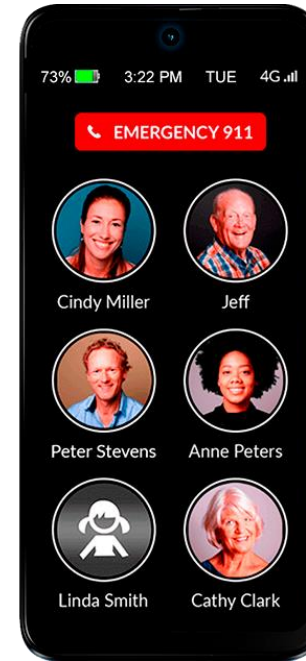 73% 3:22 PM TUE 4G
EMERGENCY 911
Cindy Miller Jeff
Peter Stevens Anne Peters
Linda Smith Cathy Clark